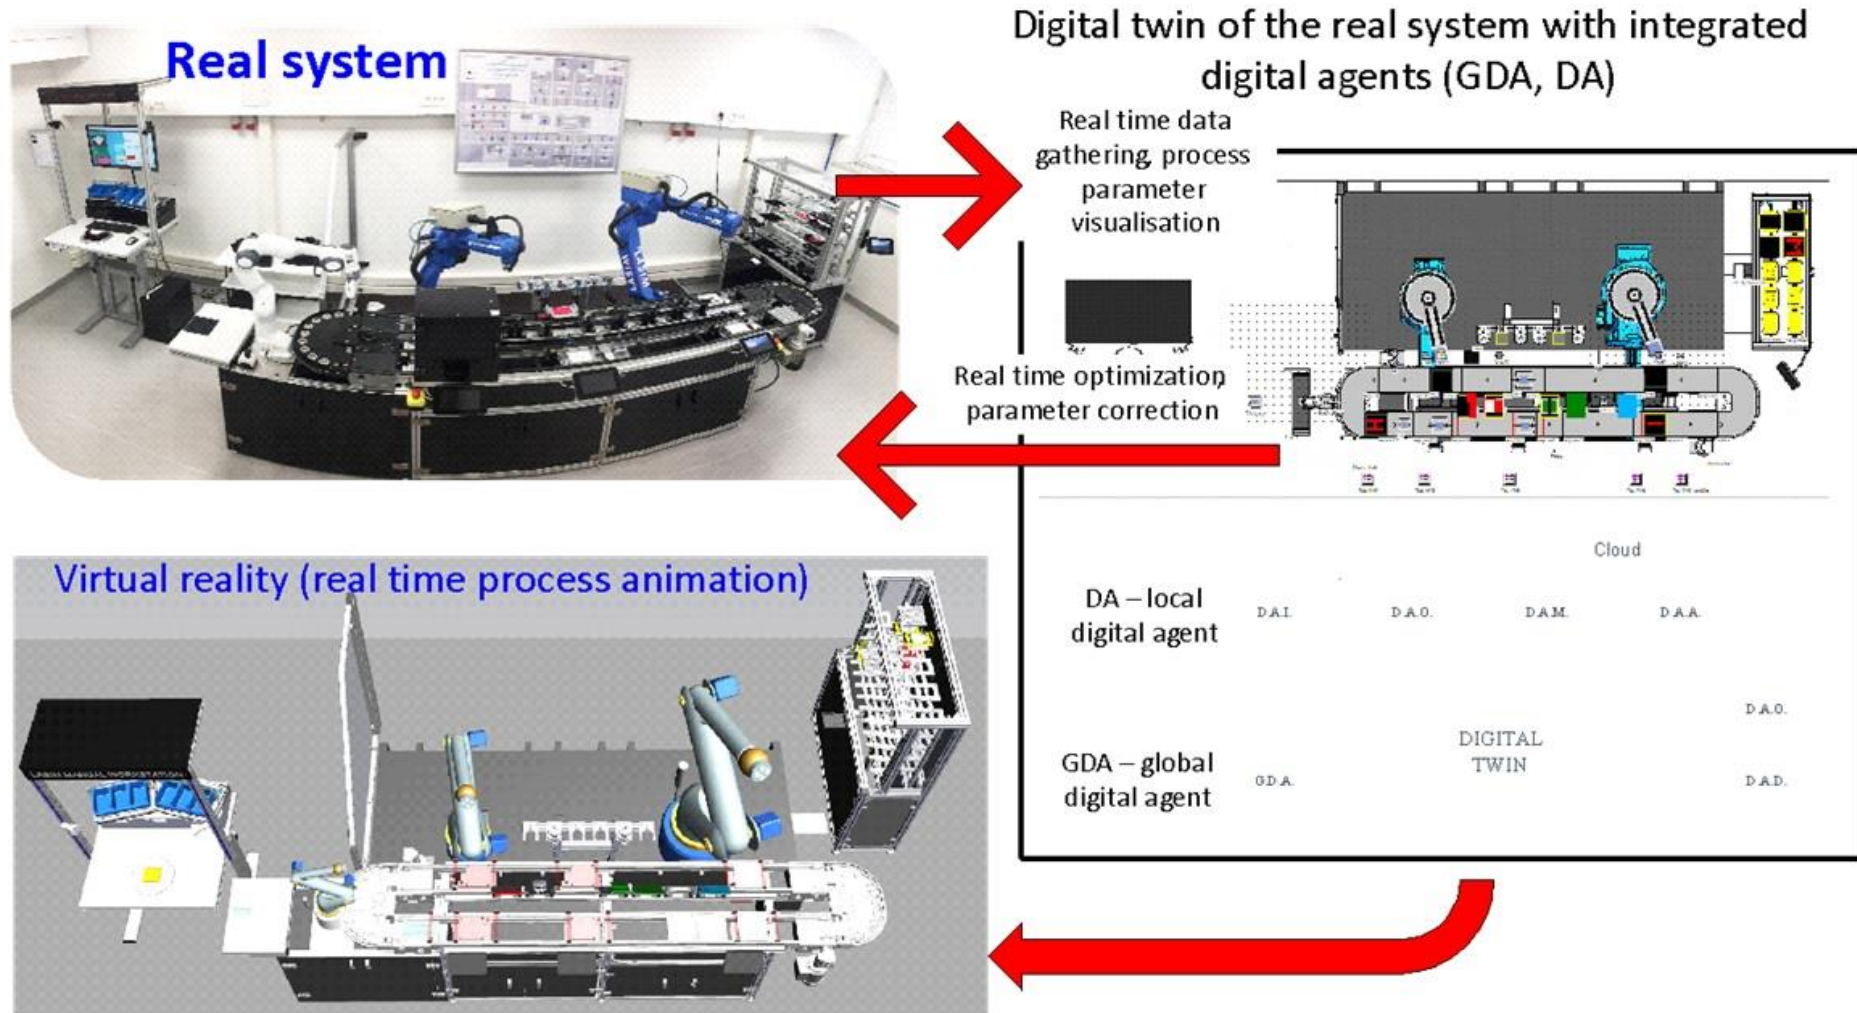 Real system
Digital twin of the real system with integrated
digital agents (GDA, DA)
Real time data
gathering, process
parameter
visualisation
Real time optimization,
parameter correction
Virtual reality (real time process animation)
Cloud
DA – local
digital agent
D.A.I.
D.A.O.
D.A.M.
D.A.A.
D.A.O.
DIGITAL
TWIN
GDA – global
digital agent
G.D.A.
D.A.D.